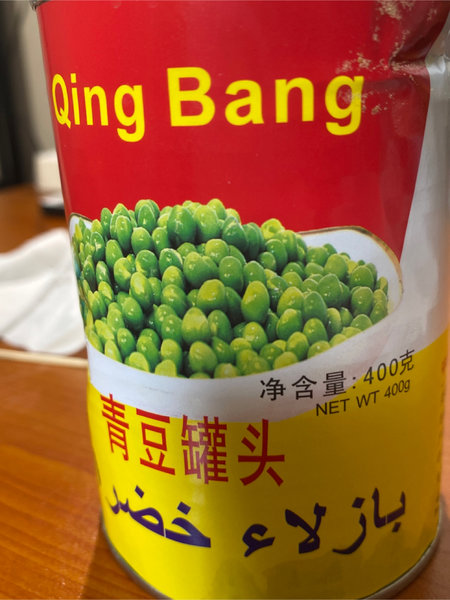 Qing Bang
净含量: 400克
NET WT 400g
青豆罐头
بازلاء خضر